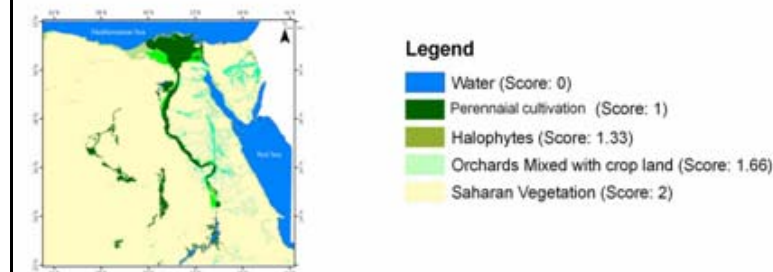 Mediterranean Sea
Red Sea
Legend
Water (Score: 0)
Perennaial cultivation (Score: 1)
Halophytes (Score: 1.33)
Orchards Mixed with crop land (Score: 1.66)
Saharan Vegetation (Score: 2)